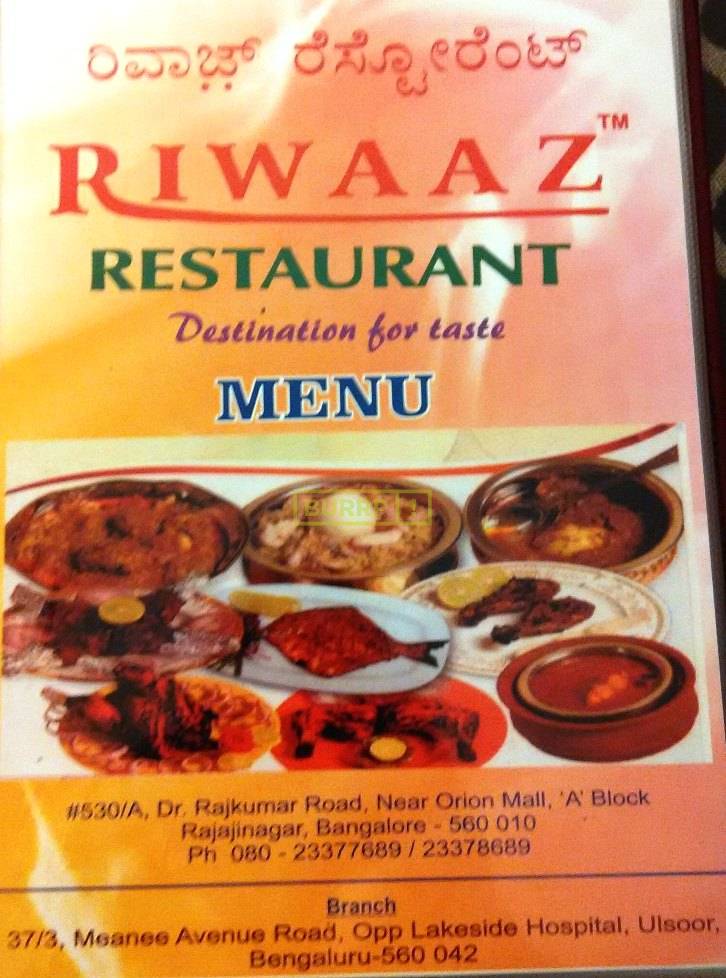 ರಿವಾಜ಼್ ರೆಸ್ಟೋರೆಂಟ್
RIWAAZ™
RESTAURANT
Destination for taste
MENU
BURRP!
#530/A, Dr. Rajkumar Road, Near Orion Mall, 'A' Block
Rajajinagar, Bangalore - 560 010
Ph 080 - 23377689 / 23378689
Branch
37/3, Meanee Avenue Road, Opp Lakeside Hospital, Ulsoor,
Bengaluru-560 042